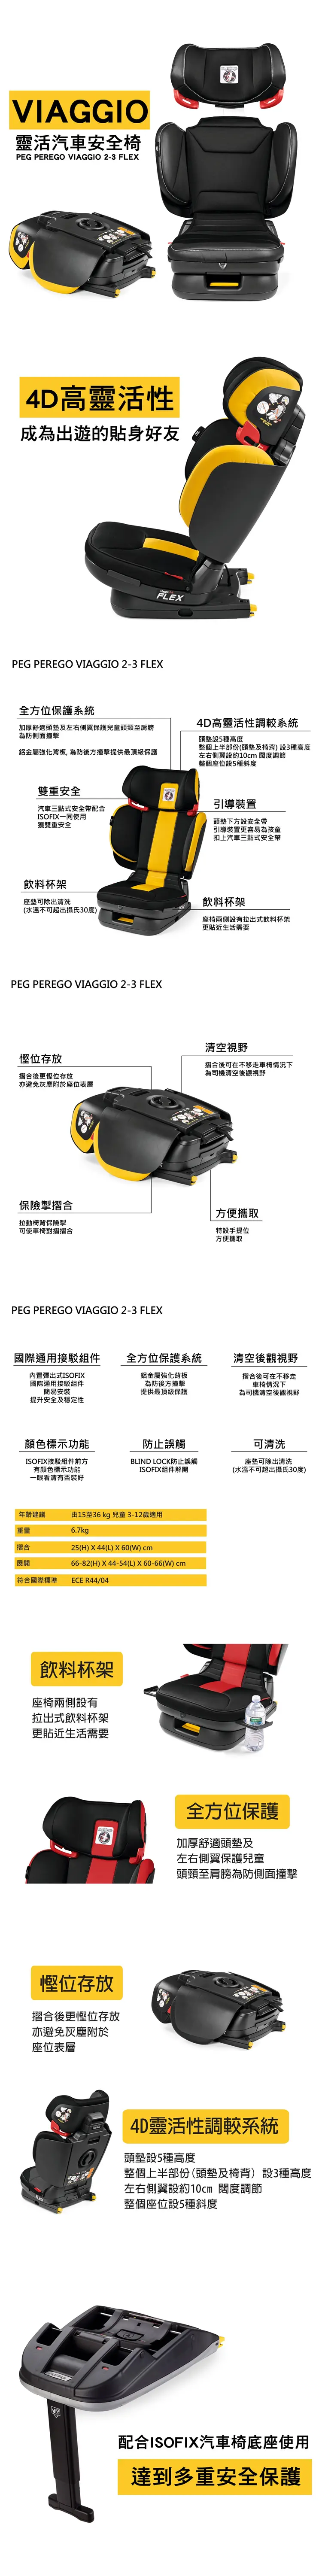 VIAGGIO
靈活汽車安全椅
PEG PEREGO VIAGGIO 2-3 FLEX
4D高靈活性
成為出遊的貼身好友
FLEX
PEG PEREGO VIAGGIO 2-3 FLEX
全方位保護系統
加厚舒適頭墊及左右側翼保護兒童頭頸至肩膀
為防側面撞擊
鋁金屬強化背板, 為防後方撞擊提供最頂級保護
4D高靈活性調較系統
頭墊設5種高度
整個上半部份(頭墊及椅背) 設3種高度
左右側翼設約10cm 闊度調節
整個座位設5種斜度
雙重安全
汽車三點式安全帶配合
ISOFIX一同使用
獲雙重安全
引導裝置
頭墊下方設安全帶
引導裝置更容易為孩童
扣上汽車三點式安全帶
飲料杯架
座墊可除出清洗
(水溫不可超出攝氏30度)
飲料杯架
座椅兩側設有拉出式飲料杯架
更貼近生活需要
PEG PEREGO VIAGGIO 2-3 FLEX
清空視野
摺合後可在不移走車椅情況下
為司機清空後觀視野
慳位存放
摺合後更慳位存放
亦避免灰塵附於座位表層
保險掣摺合
拉動椅背保險掣
可使車椅對摺摺合
方便攜取
特設手提位
方便攜取
PEG PEREGO VIAGGIO 2-3 FLEX
國際通用接駁組件
內置彈出式ISOFIX
國際通用接駁組件
簡易安裝
提升安全及穩定性
全方位保護系統
鋁金屬強化背板
為防後方撞擊
提供最頂級保護
清空後觀視野
摺合後可在不移走
車椅情況下
為司機清空後觀視野
顏色標示功能
ISOFIX接駁組件前方
有顏色標示功能
一眼看清有否裝好
防止誤觸
BLIND LOCK防止誤觸
ISOFIX組件解開
可清洗
座墊可除出清洗
(水溫不可超出攝氏30度)
年齡建議 由15至36 kg 兒童 3-12歲適用
重量 6.7kg
摺合 25(H) X 44(L) X 60(W) cm
展開 66-82(H) X 44-54(L) X 60-66(W) cm
符合國際標準 ECE R44/04
飲料杯架
座椅兩側設有
拉出式飲料杯架
更貼近生活需要
全方位保護
加厚舒適頭墊及
左右側翼保護兒童
頭頸至肩膀為防側面撞擊
慳位存放
摺合後更慳位存放
亦避免灰塵附於
座位表層
4D靈活性調較系統
頭墊設5種高度
整個上半部份(頭墊及椅背) 設3種高度
左右側翼設約10cm 闊度調節
整個座位設5種斜度
配合ISOFIX汽車椅底座使用
達到多重安全保護